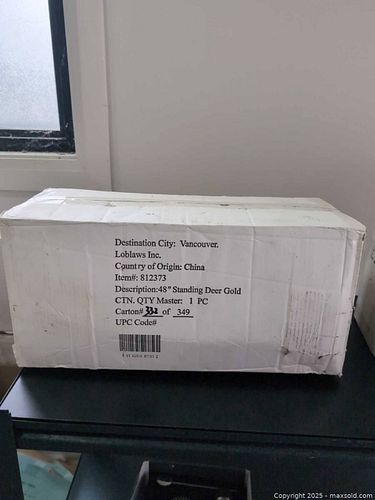 Destination City: Vancouver.
Loblaws Inc.
Country of Origin: China
Item#: 812373
Description:48" Standing Deer Gold
CTN. QTY Master: 1 PC
Carton# 332 of 349
UPC Code#
Copyright 2025 - maxsold.com